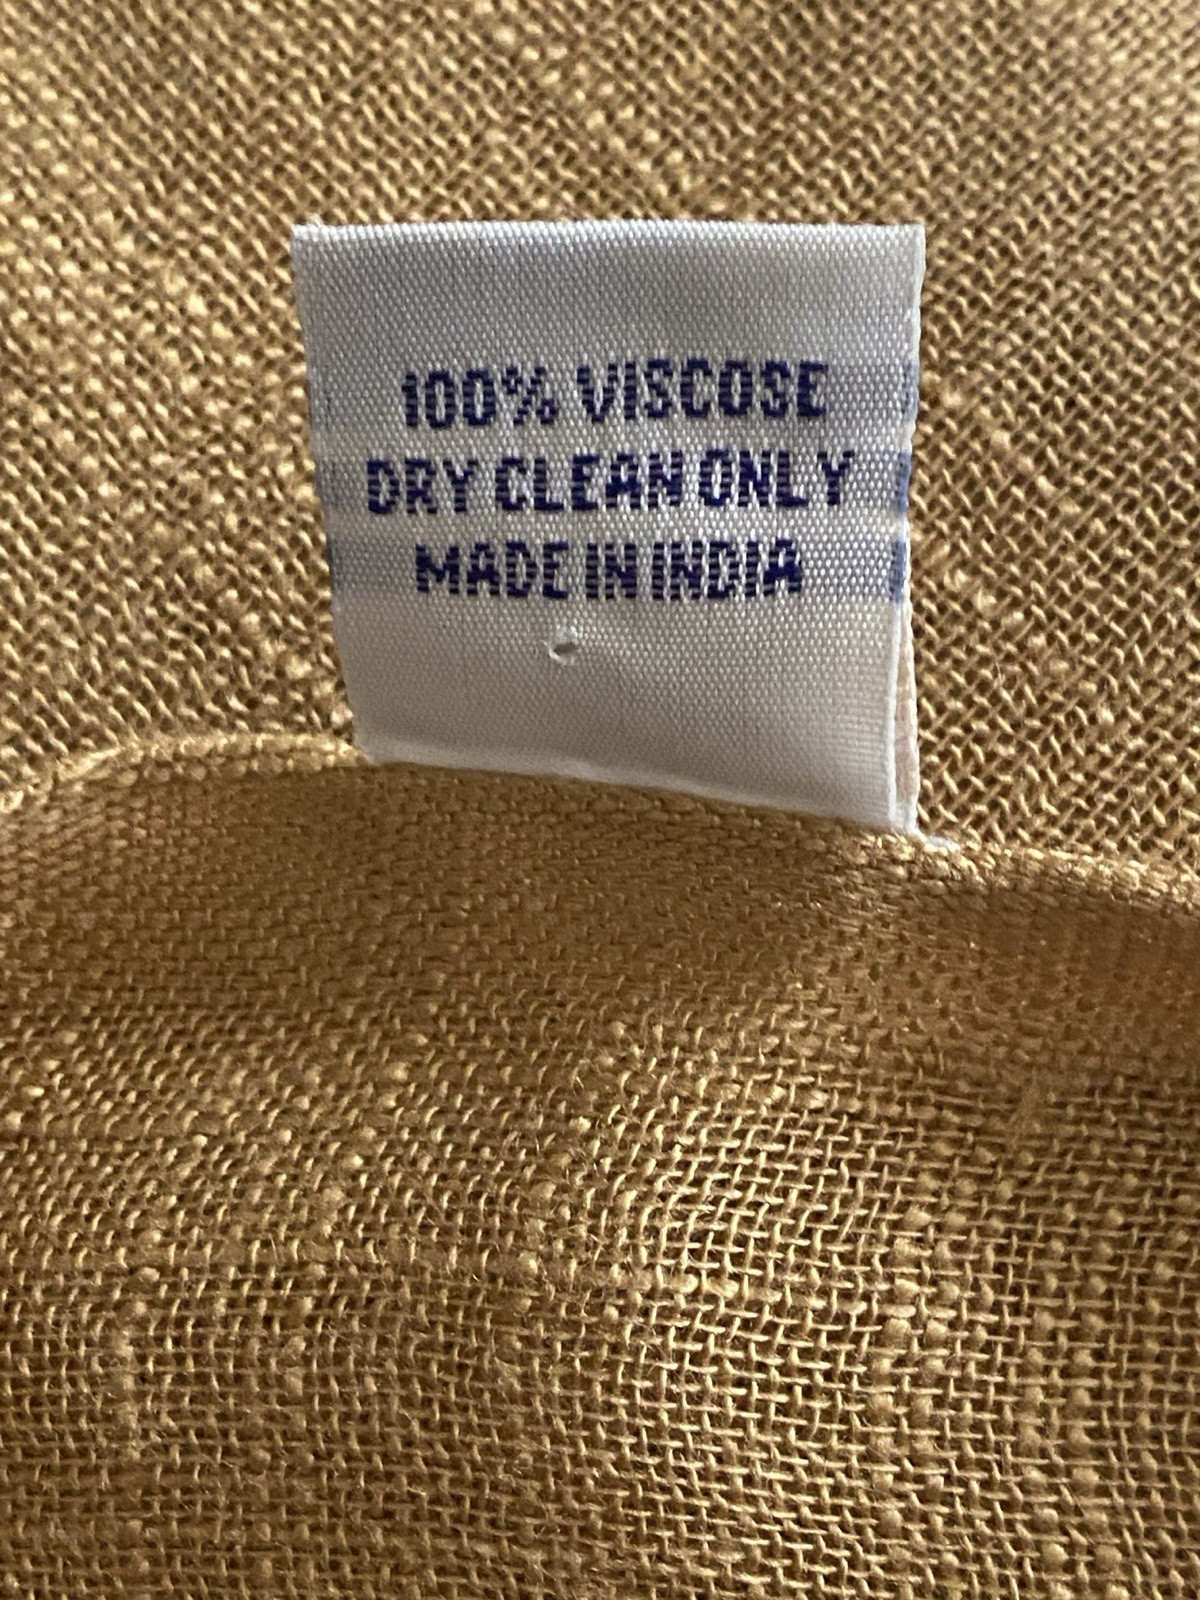 100% VISCOSE
DRY CLEAN ONLY
MADE IN INDIA